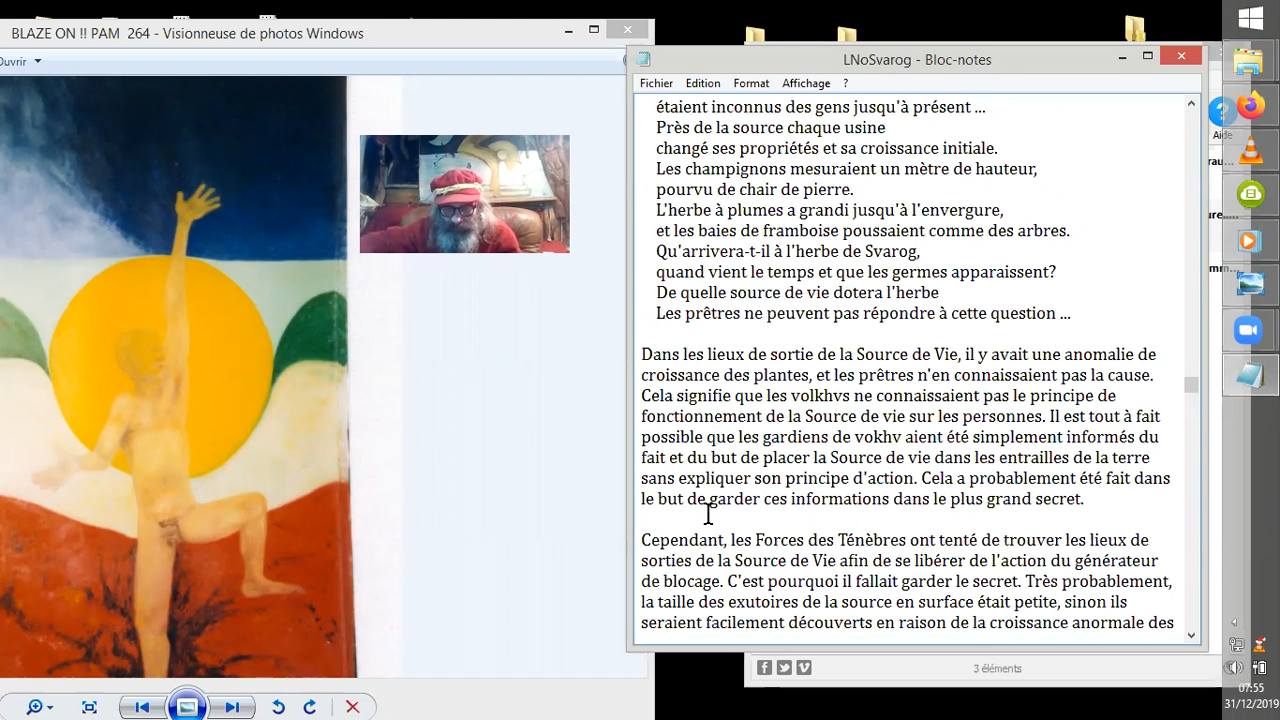 BLAZE ON !! PAM 264 - Visionneuse de photos Windows
Ouvrir
LNoSvarog - Bloc-notes
Fichier Edition Format Affichage ?
étaient inconnus des gens jusqu'à présent ...
Près de la source chaque usine
changé ses propriétés et sa croissance initiale.
Les champignons mesuraient un mètre de hauteur,
pourvu de chair de pierre.
L'herbe à plumes a grandi jusqu'à l'envergure,
et les baies de framboise poussaient comme des arbres.
Qu'arrivera-t-il à l'herbe de Svarog,
quand vient le temps et que les germes apparaissent?
De quelle source de vie dotera l'herbe
Les prêtres ne peuvent pas répondre à cette question ...
Dans les lieux de sortie de la Source de Vie, il y avait une anomalie de
croissance des plantes, et les prêtres n'en connaissaient pas la cause.
Cela signifie que les volkhvs ne connaissaient pas le principe de
fonctionnement de la Source de vie sur les personnes. Il est tout à fait
possible que les gardiens de vokhv aient été simplement informés du
fait et du but de placer la Source de vie dans les entrailles de la terre
sans expliquer son principe d'action. Cela a probablement été fait dans
le but de garder ces informations dans le plus grand secret.
Cependant, les Forces des Ténèbres ont tenté de trouver les lieux de
sorties de la Source de Vie afin de se libérer de l'action du générateur
de blocage. C'est pourquoi il fallait garder le secret. Très probablement,
la taille des exutoires de la source en surface était petite, sinon ils
seraient facilement découverts en raison de la croissance anormale des
Aide
3 éléments
07:55
31/12/2019